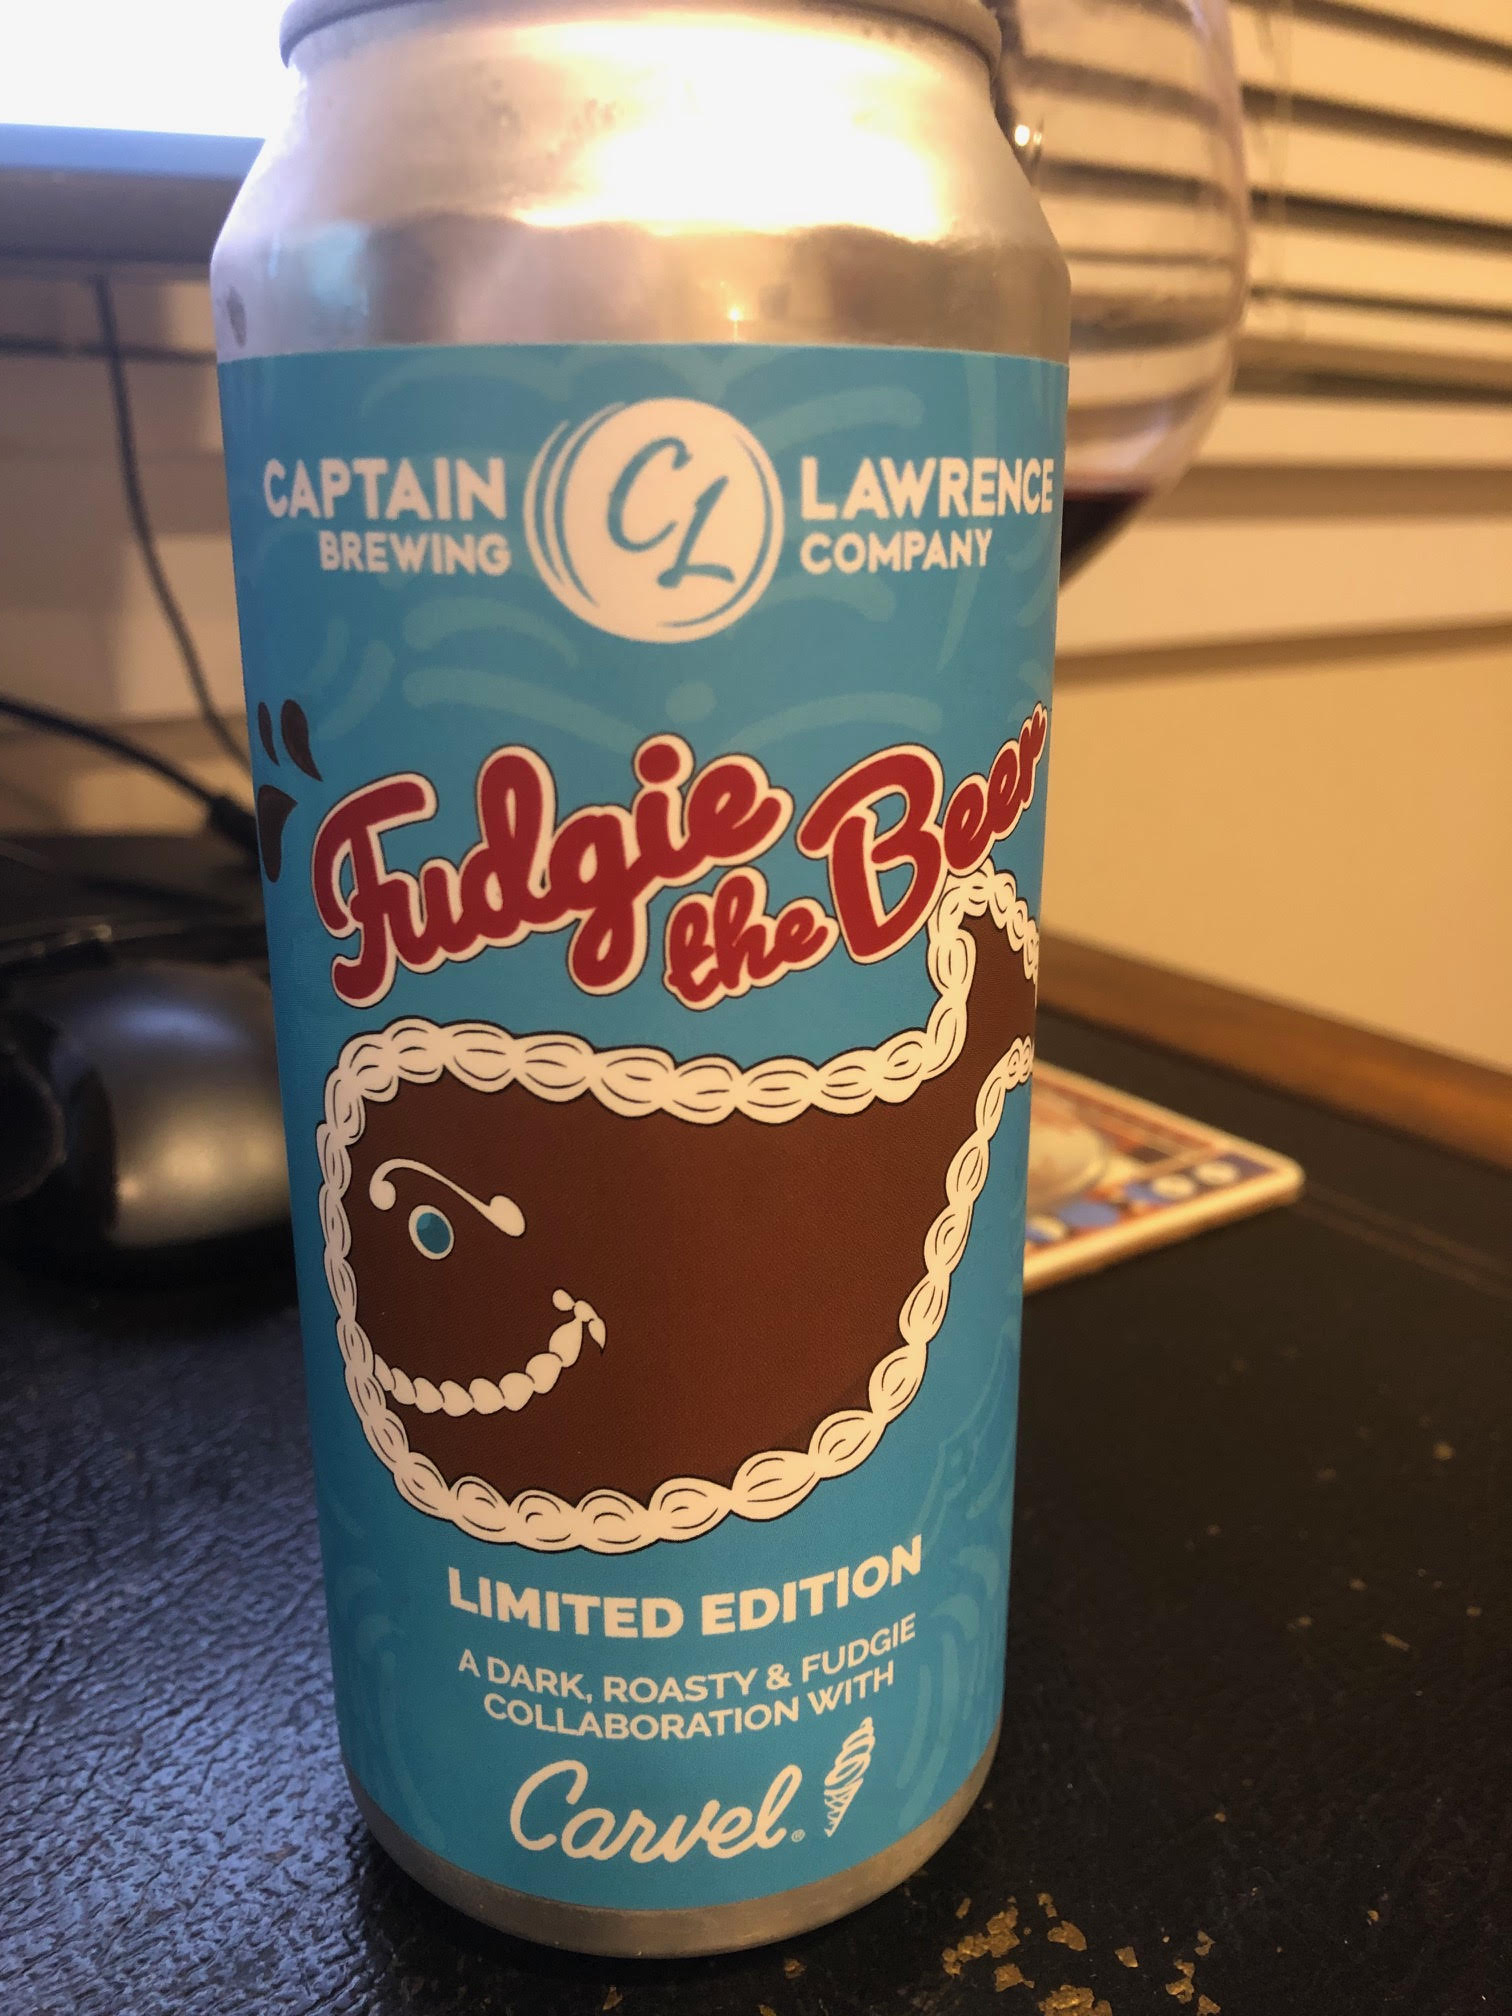 CAPTAIN CL LAWRENCE
BREWING COMPANY
Fudgie
the Beer
LIMITED EDITION
A DARK, ROASTY & FUDGIE
COLLABORATION WITH
Carvel®